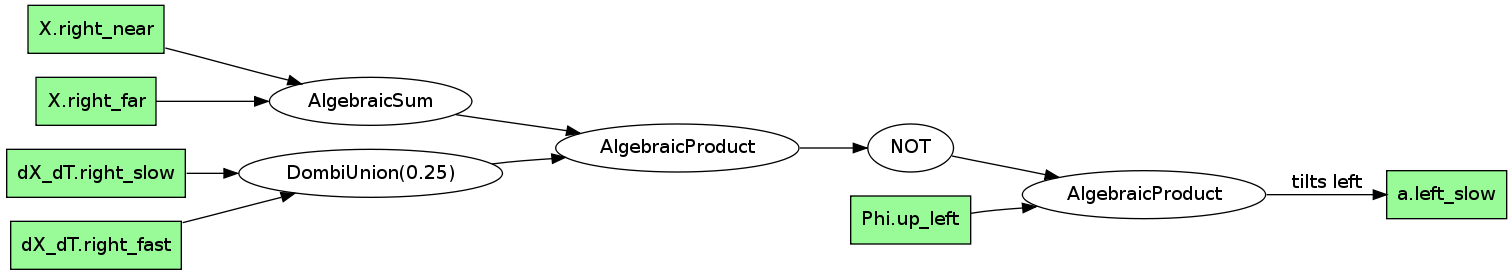 X.right_near
X.right_far
AlgebraicSum
dX_dT.right_slow
DombiUnion(0.25)
dX_dT.right_fast
AlgebraicProduct
NOT
Phi.up_left
AlgebraicProduct
tilts left
a.left_slow